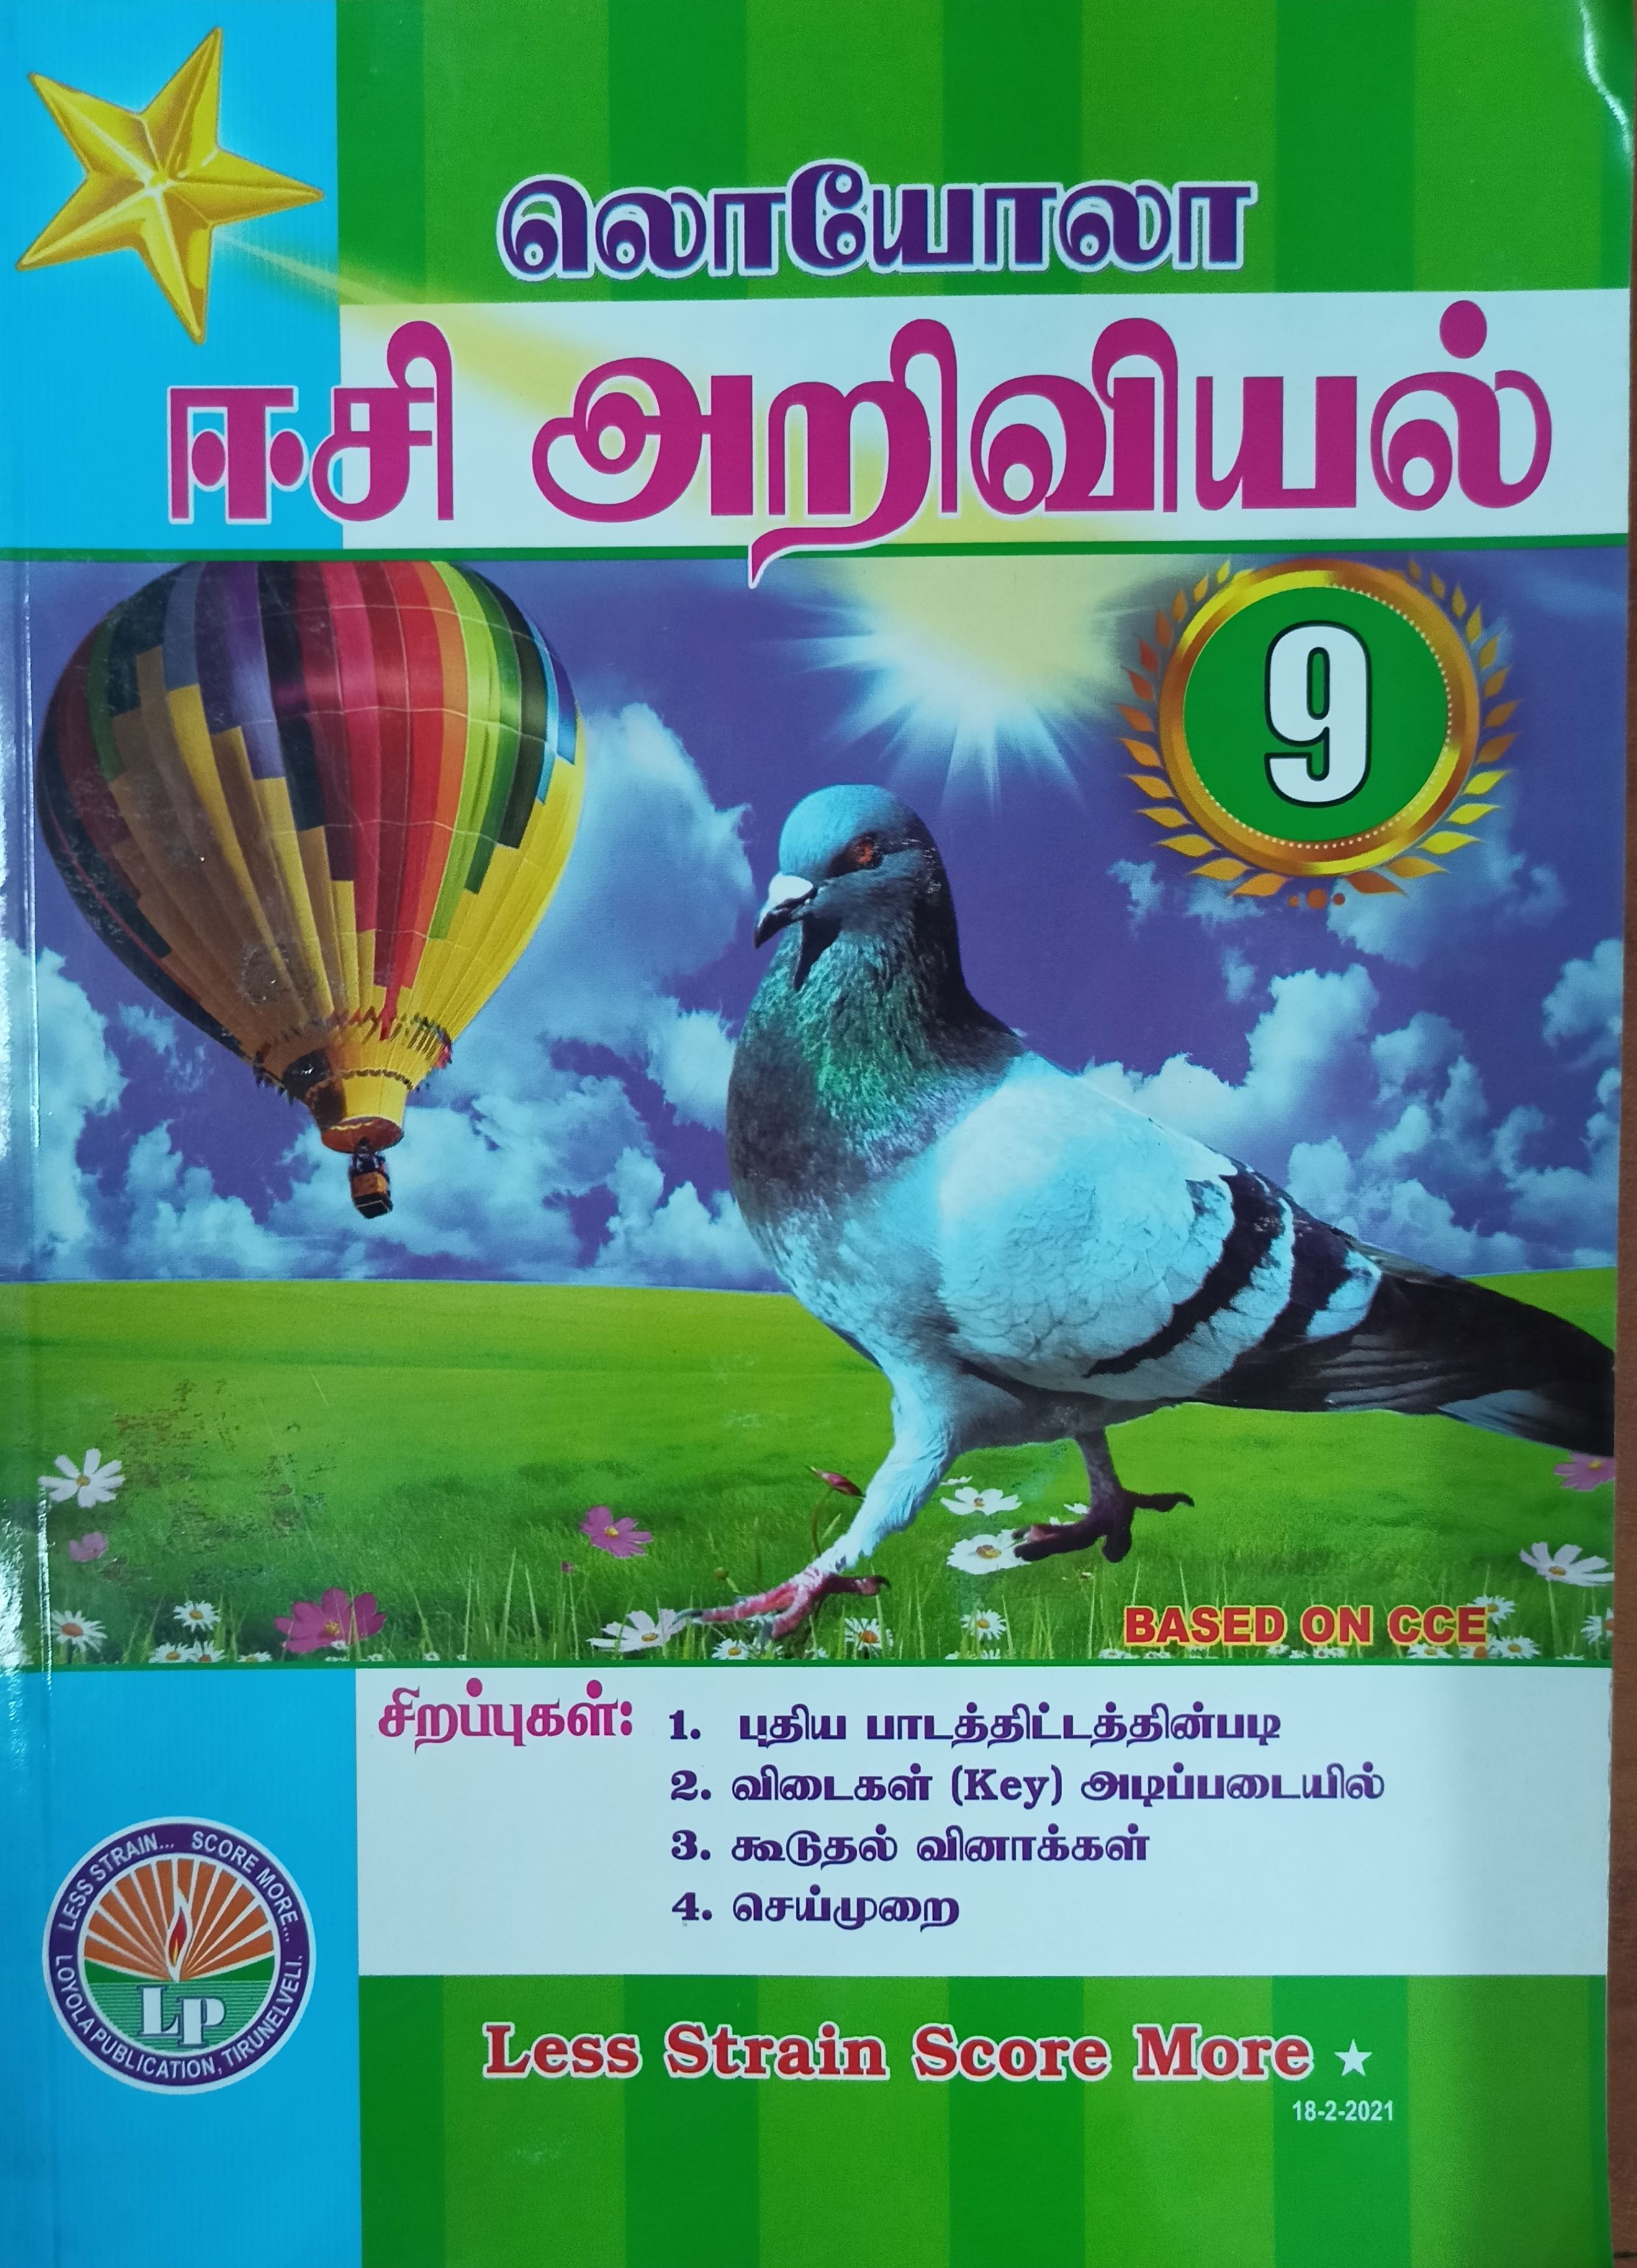 லொயோலா
ஈசி அறிவியல்
9
BASED ON CCE
சிறப்புகள்:
1. புதிய பாடத்திட்டத்தின்படி
2. விடைகள் (Key) அடிப்படையில்
3. கூடுதல் வினாக்கள்
4. செய்முறை
LESS STRAIN... SCORE MORE...
LP
LOYOLA PUBLICATION, TIRUNELVELI.
Less Strain Score More
18-2-2021